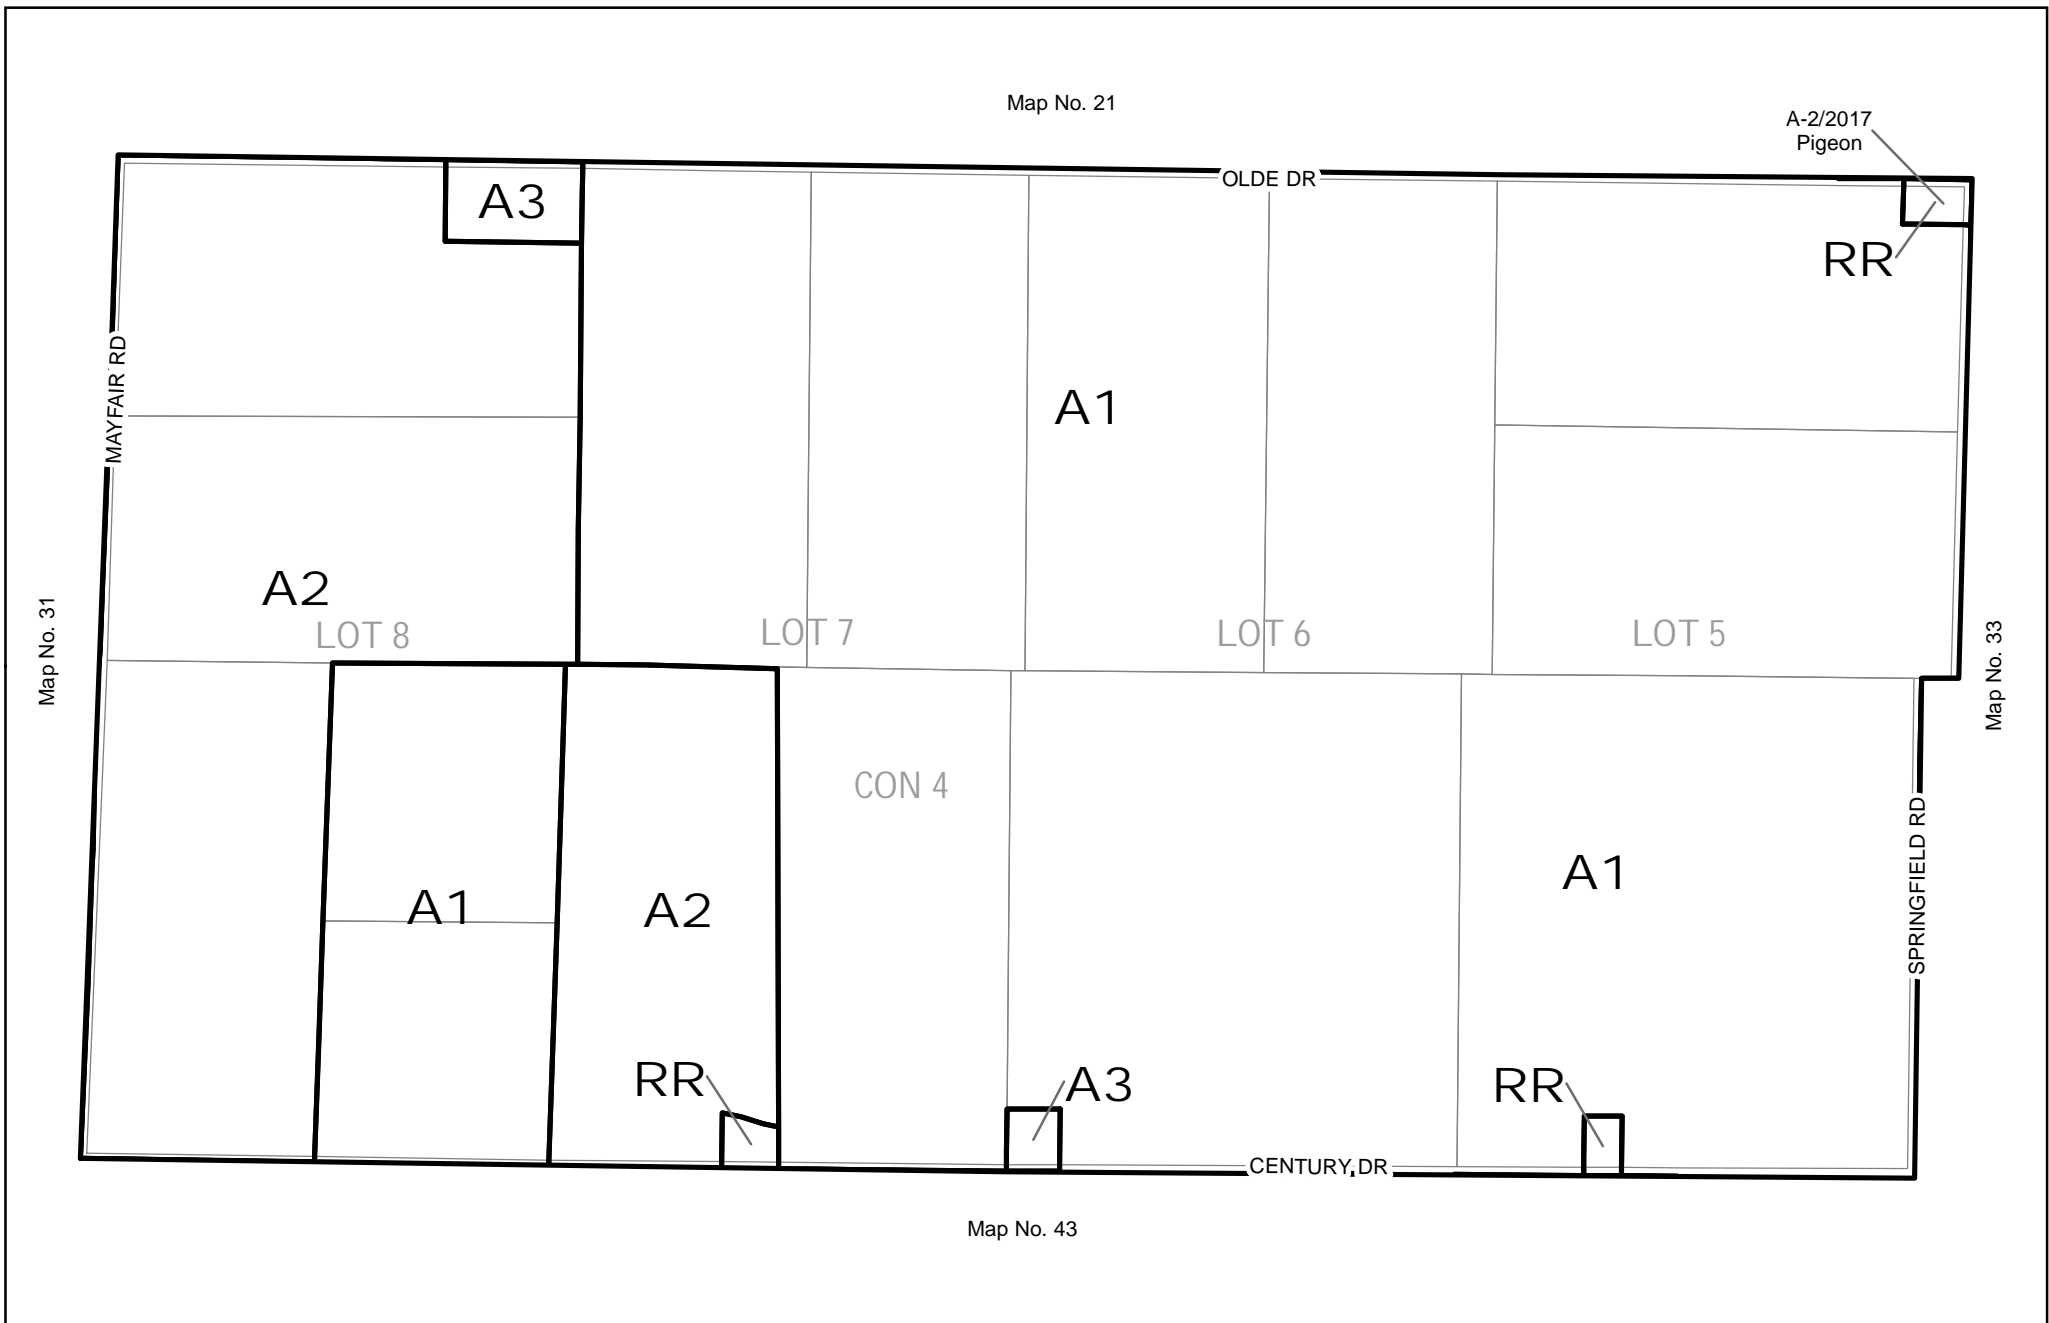 Map No. 21
A-2/2017
Pigeon
OLDE DR
A3
RR
MAYFAIR RD
A1
A2
LOT 8
LOT 7
LOT 6
LOT 5
Map No. 31
Map No. 33
CON 4
A1
A2
A1
SPRINGFIELD RD
RR
A3
RR
CENTURY DR
Map No. 43